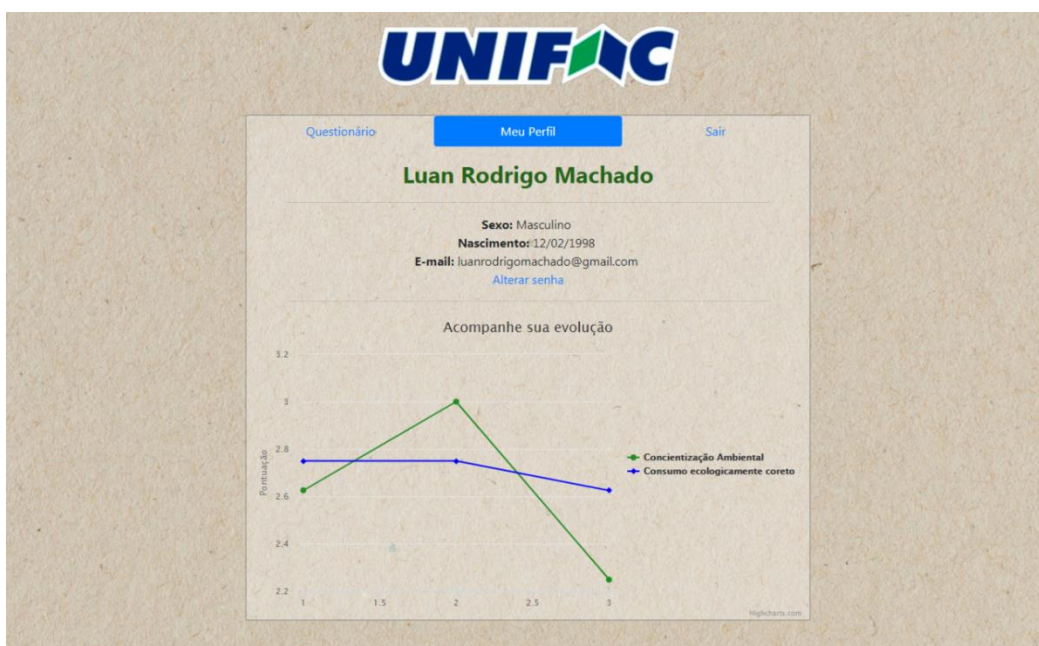 UNIFAC
Questionário Meu Perfil Sair
Luan Rodrigo Machado
Sexo: Masculino
Nascimento: 12/02/1998
E-mail: luanrodrigomachado@gmail.com
Alterar senha
Acompanhe sua evolução
3.2
3
2.8
2.6
2.4
2.2
Pontuação
1 1.5 2 2.5 3
Concientização Ambiental
Consumo ecologicamente coreto
Highcharts.com